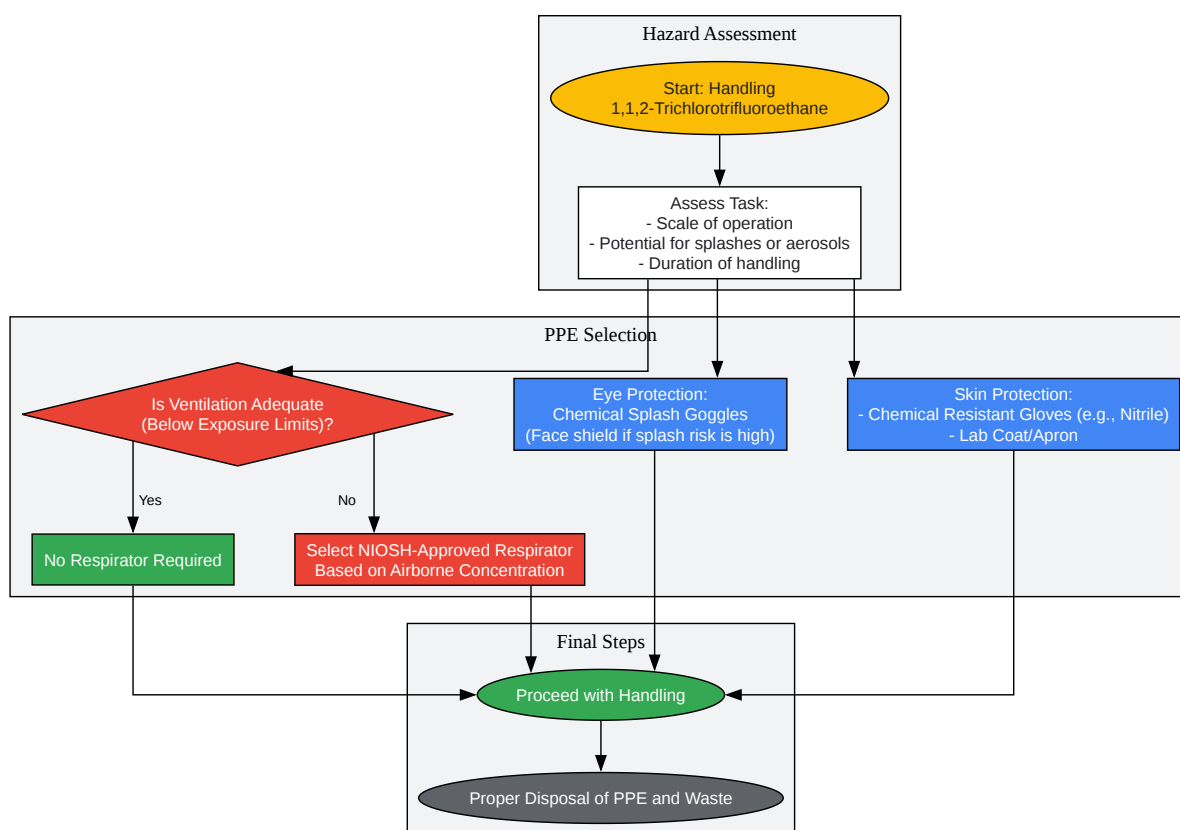 Hazard Assessment
Start: Handling
1,1,2-Trichlorotrifluoroethane
Assess Task:
- Scale of operation
- Potential for splashes or aerosols
- Duration of handling
PPE Selection
Is Ventilation Adequate
(Below Exposure Limits)?
Eye Protection:
Chemical Splash Goggles
(Face shield if splash risk is high)
Skin Protection:
- Chemical Resistant Gloves (e.g., Nitrile)
- Lab Coat/Apron
Yes
No
No Respirator Required
Select NIOSH-Approved Respirator
Based on Airborne Concentration
Final Steps
Proceed with Handling
Proper Disposal of PPE and Waste